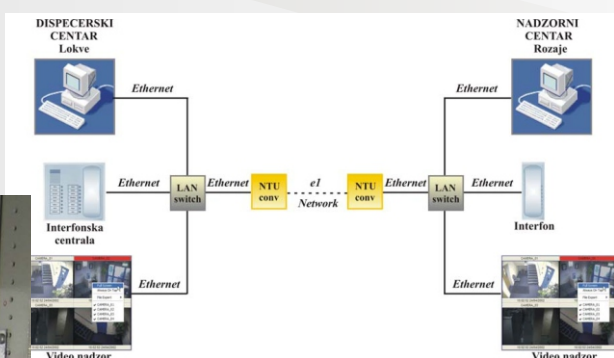 DISPECERSKI
CENTAR
Lokve
NADZORNI
CENTAR
Rozaje
Ethernet
Ethernet
Ethernet
Ethernet
LAN
switch
Ethernet
NTU
conv
e1
Network
NTU
conv
Ethernet
LAN
switch
Ethernet
Interfonska
centrala
Interfon
Ethernet
Ethernet
Video nadzor
Video nadzor